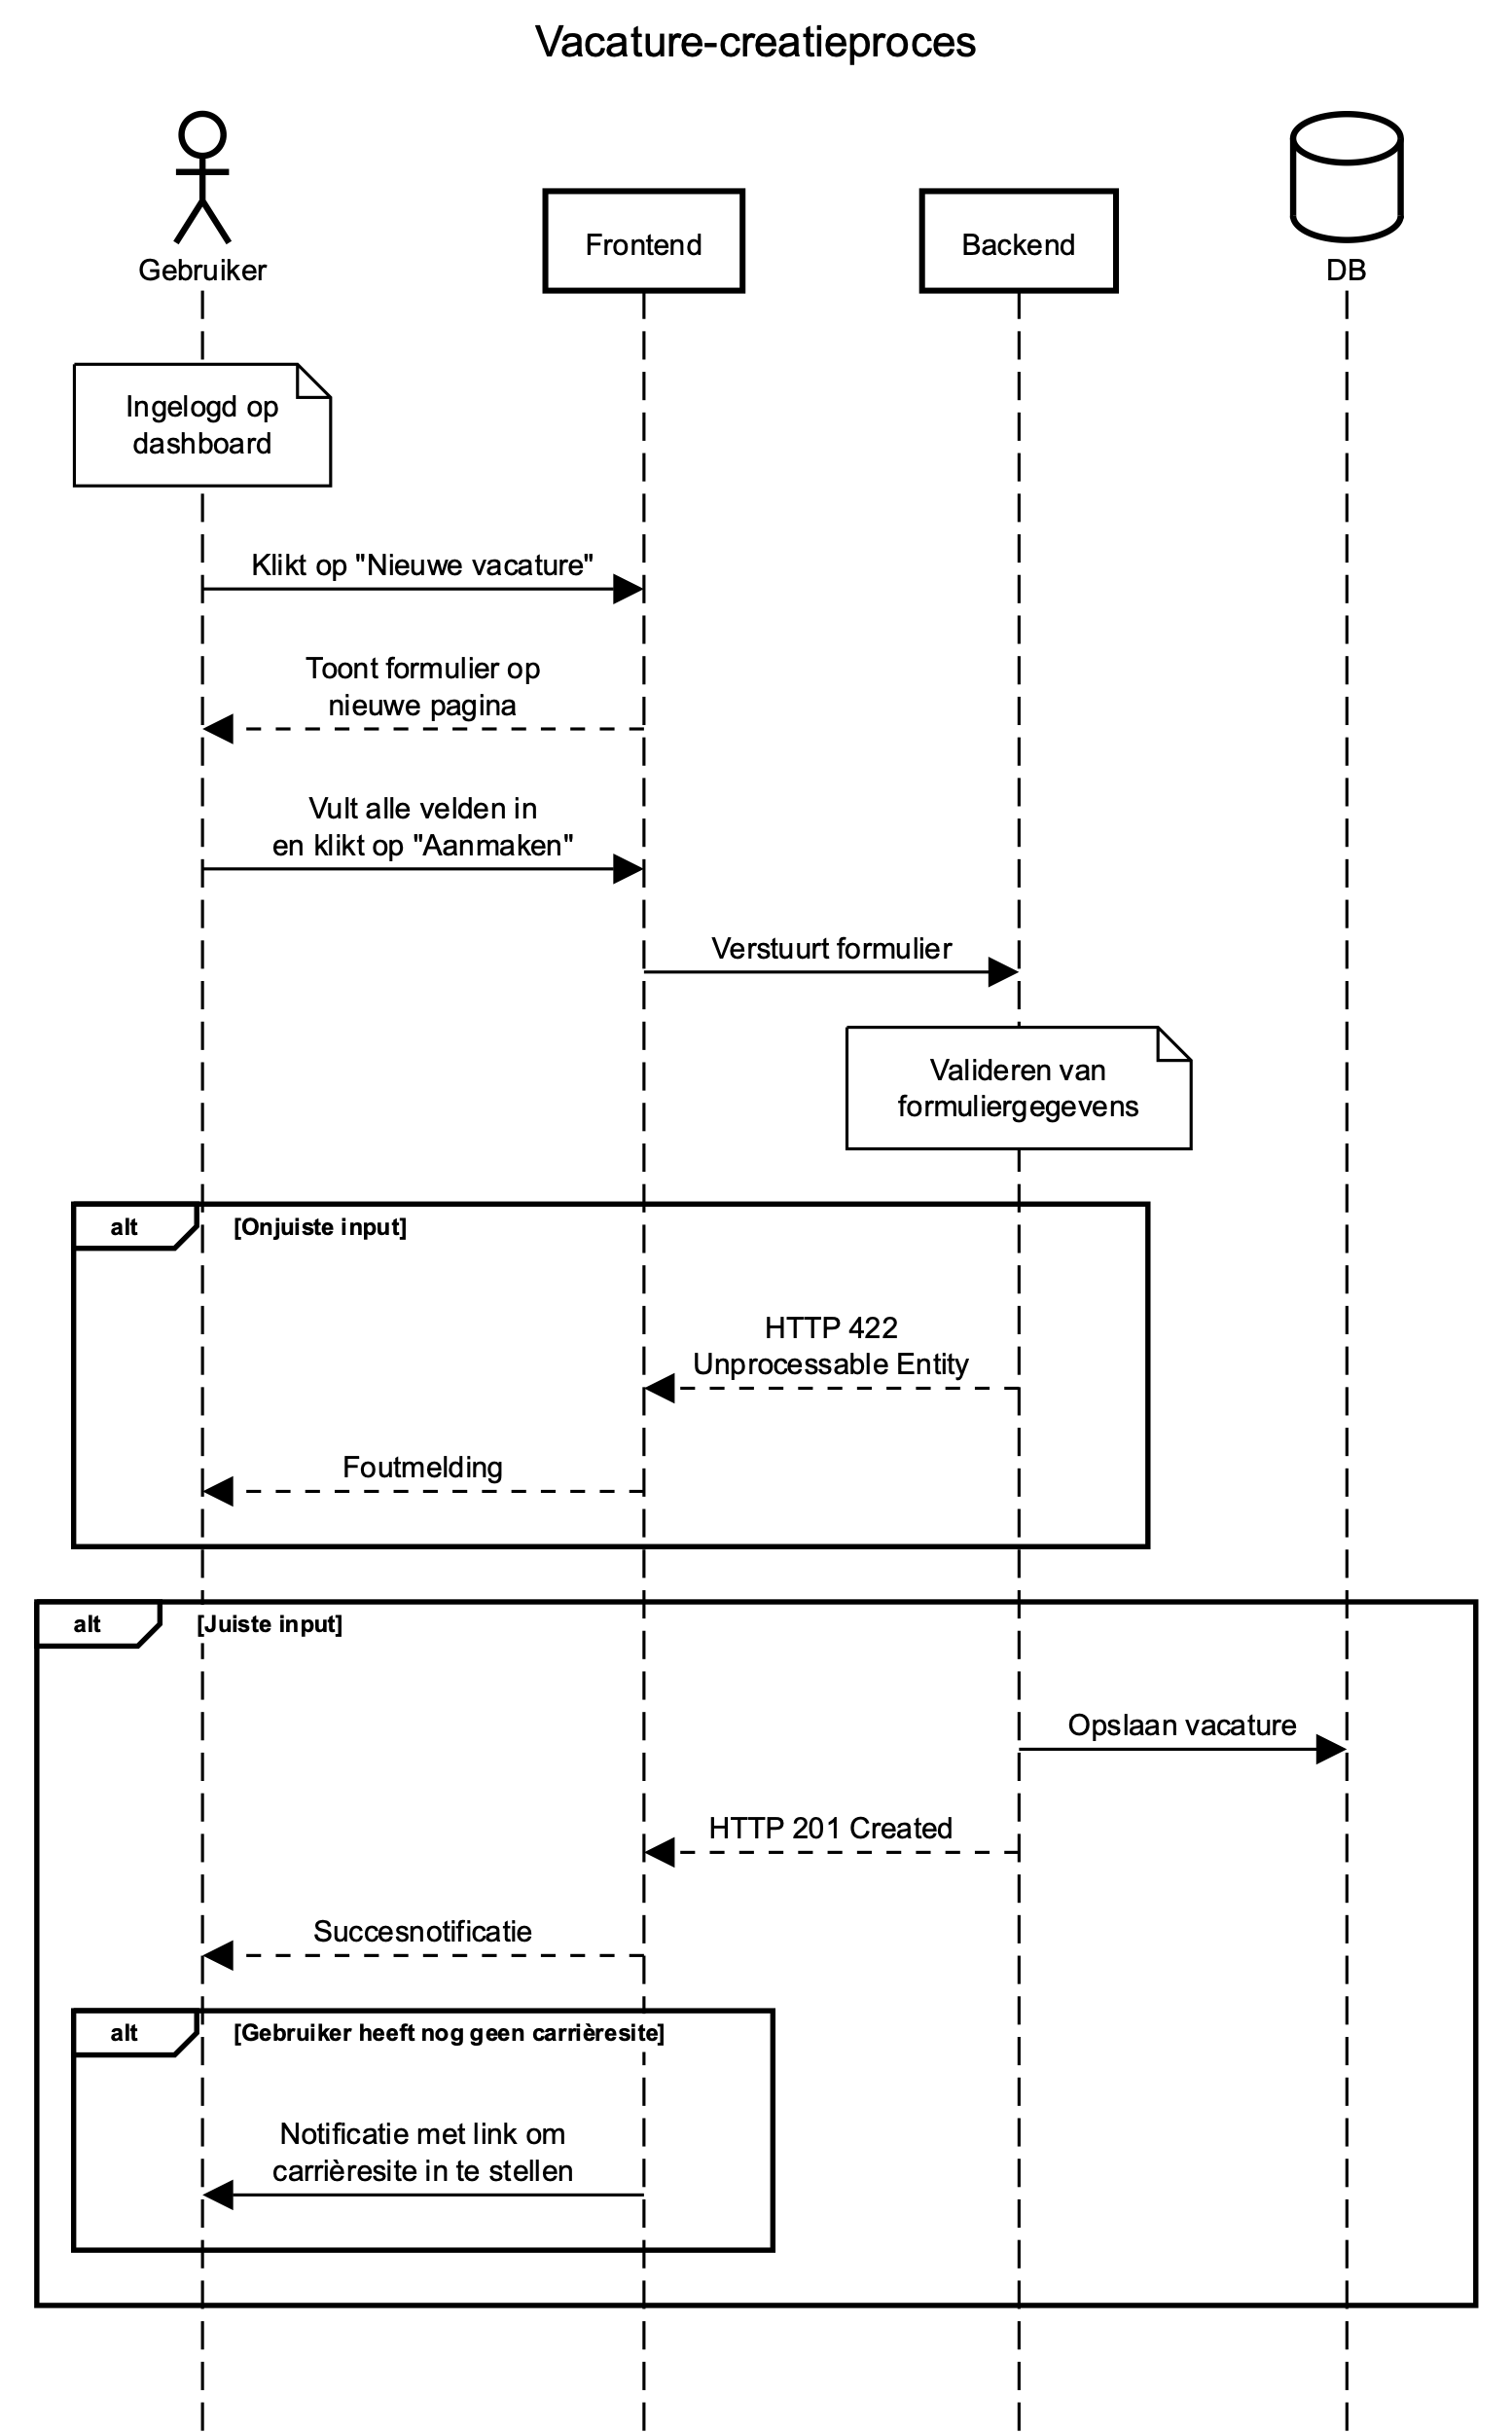 Vacature-creatieproces
Gebruiker
Frontend
Backend
DB
Ingelogd op
dashboard
Klikt op "Nieuwe vacature"
Toont formulier op
nieuwe pagina
Vult alle velden in
en klikt op "Aanmaken"
Verstuurt formulier
Valideren van
formuliergegevens
alt [Onjuiste input]
HTTP 422
Unprocessable Entity
Foutmelding
alt [Juiste input]
Opslaan vacature
HTTP 201 Created
Succesnotificatie
alt [Gebruiker heeft nog geen carrièresite]
Notificatie met link om
carrièresite in te stellen